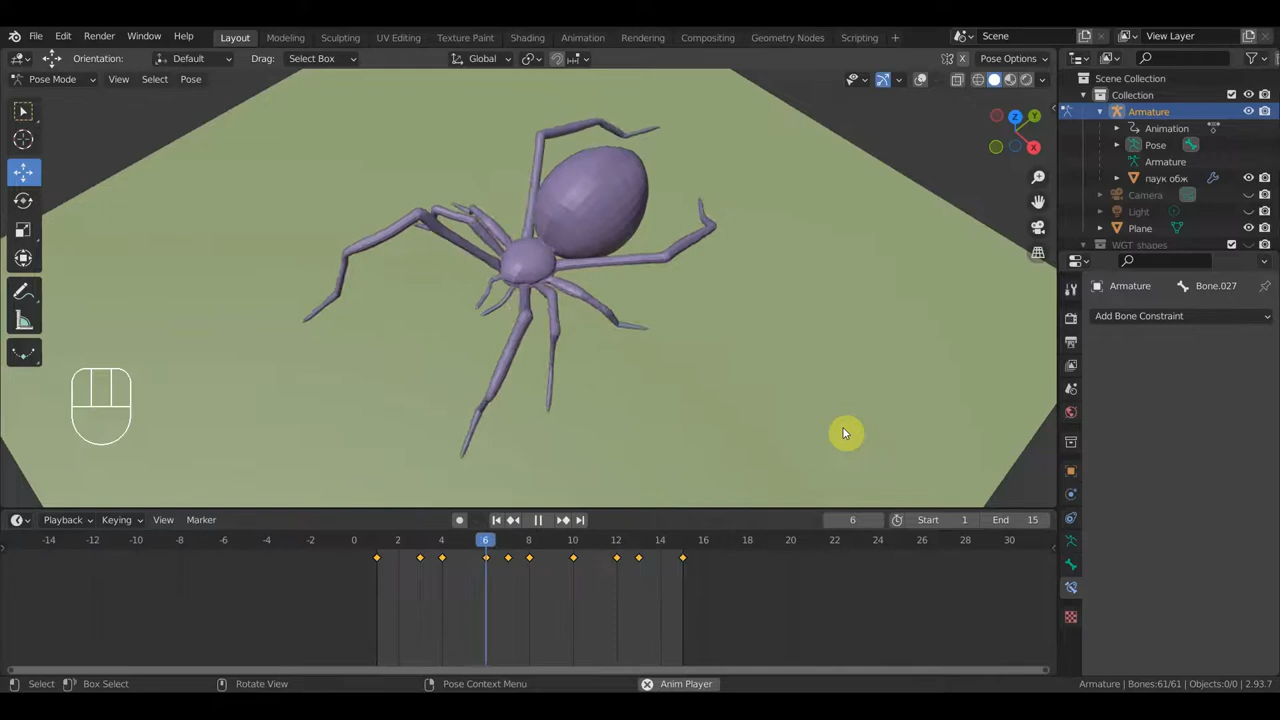 File Edit Render Window Help Layout Modeling Sculpting UV Editing Texture Paint Shading Animation Rendering Compositing Geometry Nodes Scripting + Scene View Layer
Orientation: Default Drag: Select Box Global X Pose Options
Pose Mode View Select Pose
Scene Collection
Collection
Armature
Animation
Pose
Armature
паук обж
Camera
Light
Plane
WGT shapes
Z
Y
X
Armature Bone.027
Add Bone Constraint
Playback Keying View Marker 6 Start 1 End 15
-14 -12 -10 -8 -6 -4 -2 0 2 4 6 8 10 12 14 16 18 20 22 24 26 28 30
Select Box Select Rotate View Pose Context Menu Anim Player Armature | Bones:61/61 | Objects:0/0 | 2.93.7